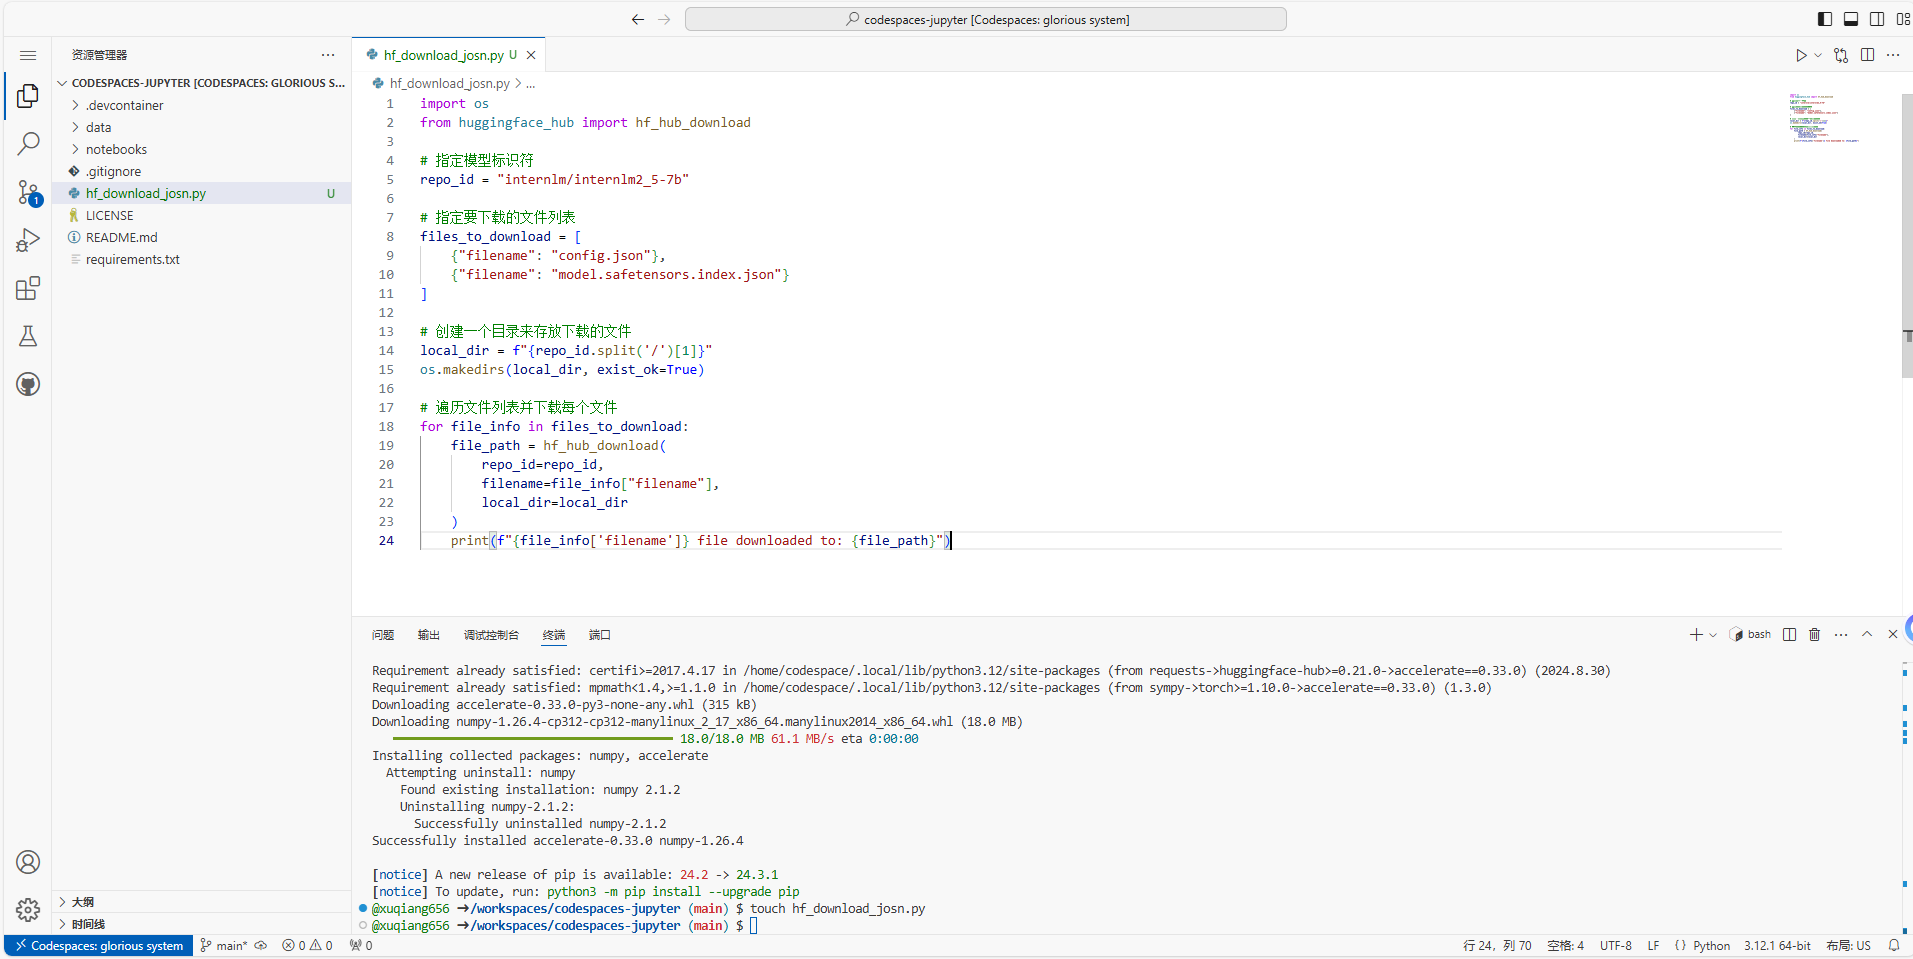 codespaces-jupyter [Codespaces: glorious system]
资源管理器
CODESPACES-JUPYTER [CODESPACES: GLORIOUS S...
.devcontainer
data
notebooks
.gitignore
hf_download_josn.py U
LICENSE
README.md
requirements.txt
大纲
时间线
1
hf_download_josn.py U
hf_download_josn.py > ...
1 import os
2 from huggingface_hub import hf_hub_download
3
4 # 指定模型标识符
5 repo_id = "internlm/internlm2_5-7b"
6
7 # 指定要下载的文件列表
8 files_to_download = [
9     {"filename": "config.json"},
10     {"filename": "model.safetensors.index.json"}
11 ]
12
13 # 创建一个目录来存放下载的文件
14 local_dir = f"{repo_id.split('/')[1]}"
15 os.makedirs(local_dir, exist_ok=True)
16
17 # 遍历文件列表并下载每个文件
18 for file_info in files_to_download:
19     file_path = hf_hub_download(
20         repo_id=repo_id,
21         filename=file_info["filename"],
22         local_dir=local_dir
23     )
24     print(f"{file_info['filename']} file downloaded to: {file_path}")
问题 输出 调试控制台 终端 端口
bash
Requirement already satisfied: certifi>=2017.4.17 in /home/codespace/.local/lib/python3.12/site-packages (from requests->huggingface-hub>=0.21.0->accelerate==0.33.0) (2024.8.30)
Requirement already satisfied: mpmath<1.4,>=1.1.0 in /home/codespace/.local/lib/python3.12/site-packages (from sympy->torch>=1.10.0->accelerate==0.33.0) (1.3.0)
Downloading accelerate-0.33.0-py3-none-any.whl (315 kB)
Downloading numpy-1.26.4-cp312-cp312-manylinux_2_17_x86_64.manylinux2014_x86_64.whl (18.0 MB)
18.0/18.0 MB 61.1 MB/s eta 0:00:00
Installing collected packages: numpy, accelerate
  Attempting uninstall: numpy
    Found existing installation: numpy 2.1.2
    Uninstalling numpy-2.1.2:
      Successfully uninstalled numpy-2.1.2
Successfully installed accelerate-0.33.0 numpy-1.26.4
[notice] A new release of pip is available: 24.2 -> 24.3.1
[notice] To update, run: python3 -m pip install --upgrade pip
@xuqiang656 ➜/workspaces/codespaces-jupyter (main) $ touch hf_download_josn.py
@xuqiang656 ➜/workspaces/codespaces-jupyter (main) $
Codespaces: glorious system main* 0 0 0 行 24, 列 70 空格: 4 UTF-8 LF {} Python 3.12.1 64-bit 布局: US